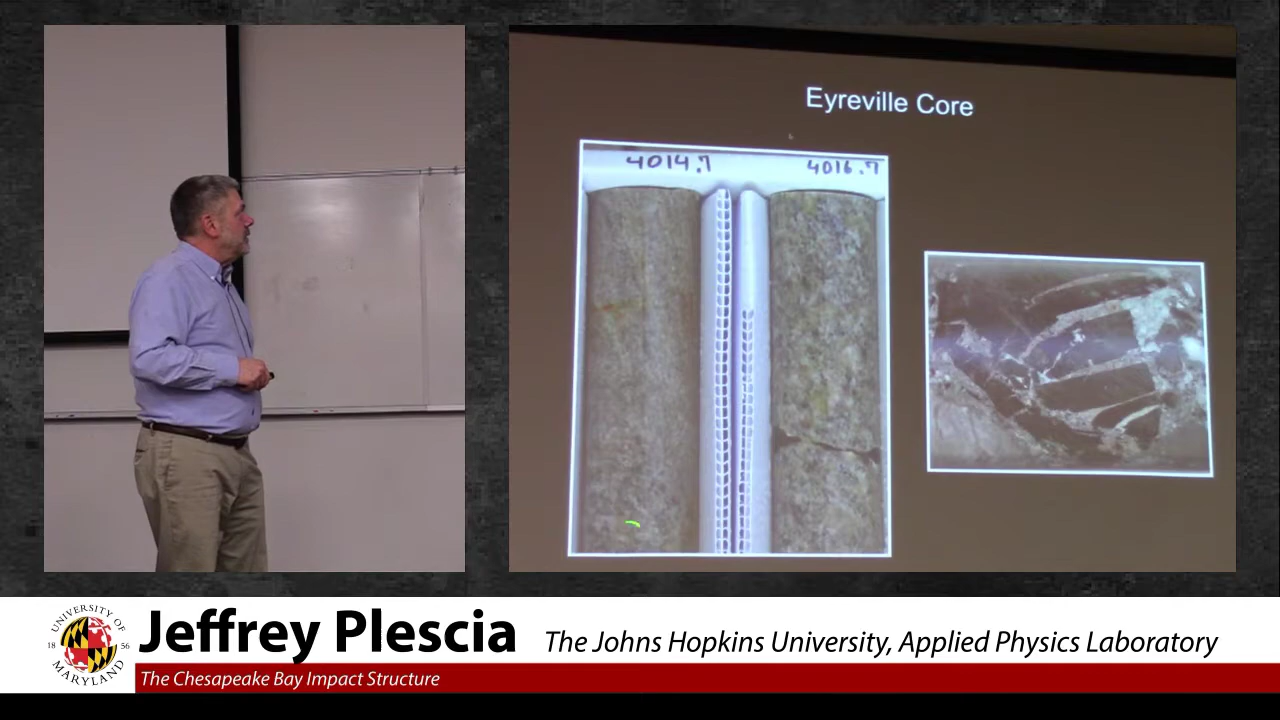 Eyreville Core
4014.7
4016.7
UNIVERSITY OF
18 56
MARYLAND
Jeffrey Plescia
The Johns Hopkins University, Applied Physics Laboratory
The Chesapeake Bay Impact Structure